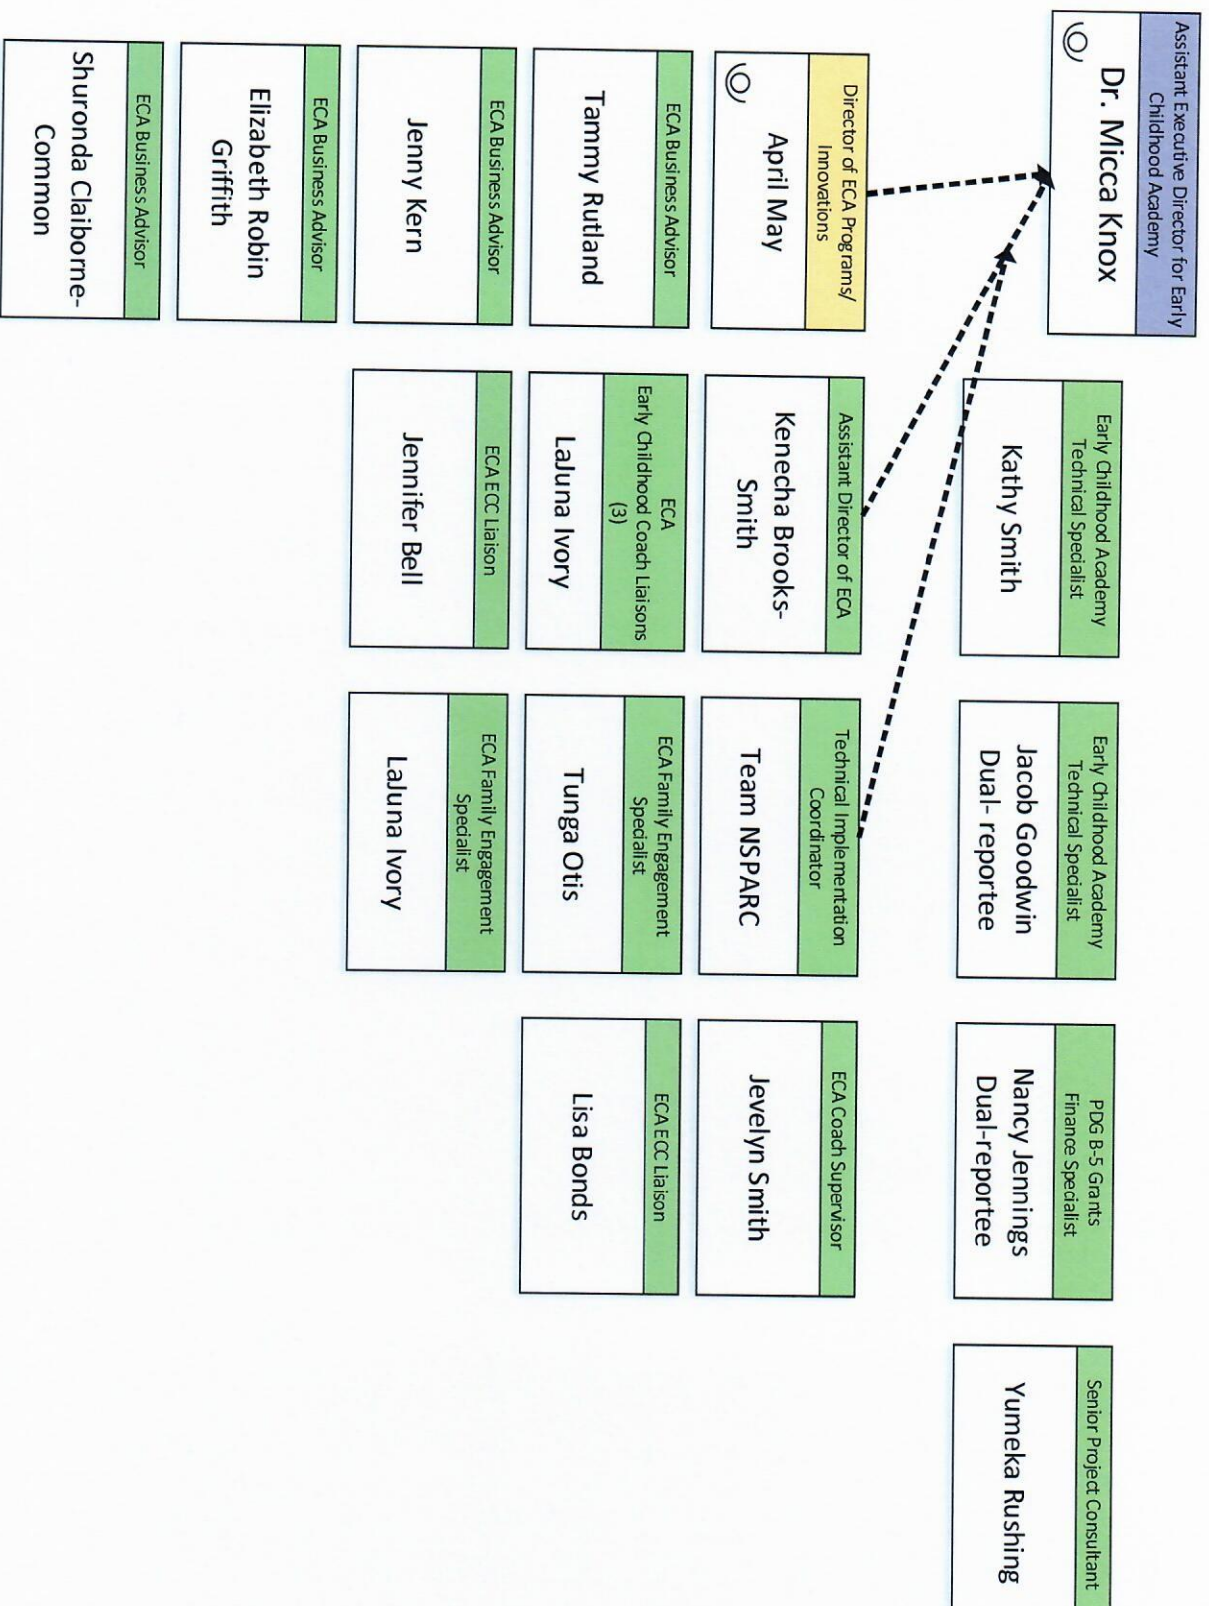 Assistant Executive Director for Early
Childhood Academy
Dr. Micca Knox
Early Childhood Academy
Technical Specialist
Kathy Smith
Early Childhood Academy
Technical Specialist
Jacob Goodwin
Dual- reportee
PDG B-5 Grants
Finance Specialist
Nancy Jennings
Dual-reportee
Senior Project Consultant
Yumeka Rushing
Director of ECA Programs/
Innovations
April May
Assistant Director of ECA
Kenecha Brooks-
Smith
Technical Implementation
Coordinator
Team NSPARC
ECA Coach Supervisor
Jevelyn Smith
ECA Business Advisor
Tammy Rutland
ECA
Early Childhood Coach Liaisons
(3)
LaJuna Ivory
ECA Family Engagement
Specialist
Tunga Otis
ECA ECC Liaison
Lisa Bonds
ECA Business Advisor
Jenny Kern
ECA ECC Liaison
Jennifer Bell
ECA Family Engagement
Specialist
LaJuna Ivory
ECA Business Advisor
Elizabeth Robin
Griffith
ECA Business Advisor
Shuronda Claiborne-
Common